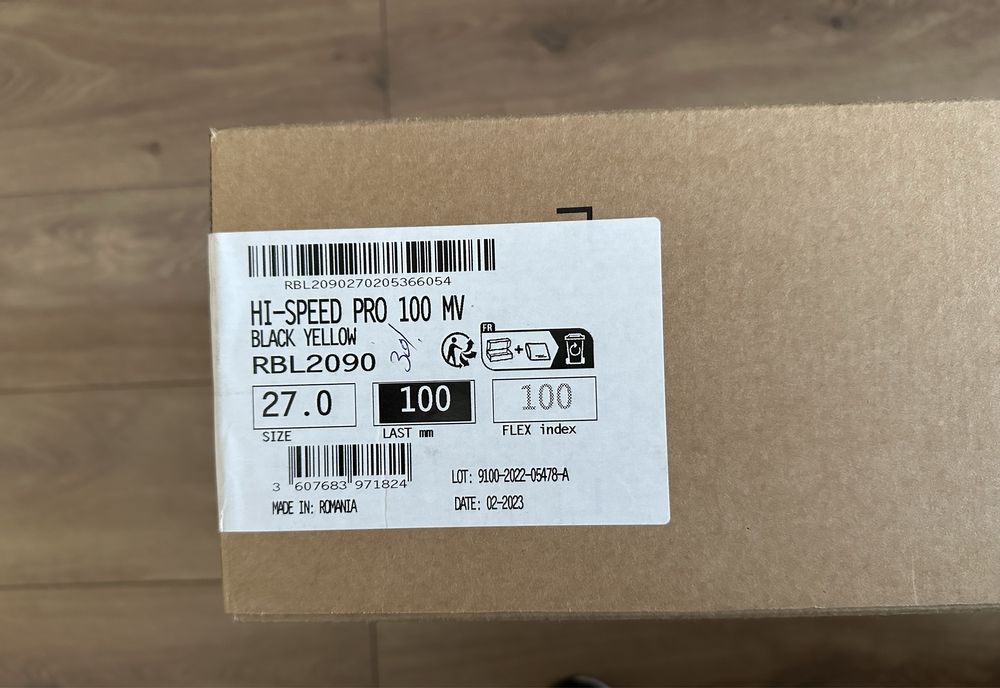 RBL2090270205366054
HI-SPEED PRO 100 MV
BLACK YELLOW
RBL2090
FR
27.0 100 100
SIZE LAST mm FLEX index
3 607683 971824
LOT: 9100-2022-05478-A
MADE IN: ROMANIA
DATE: 02-2023